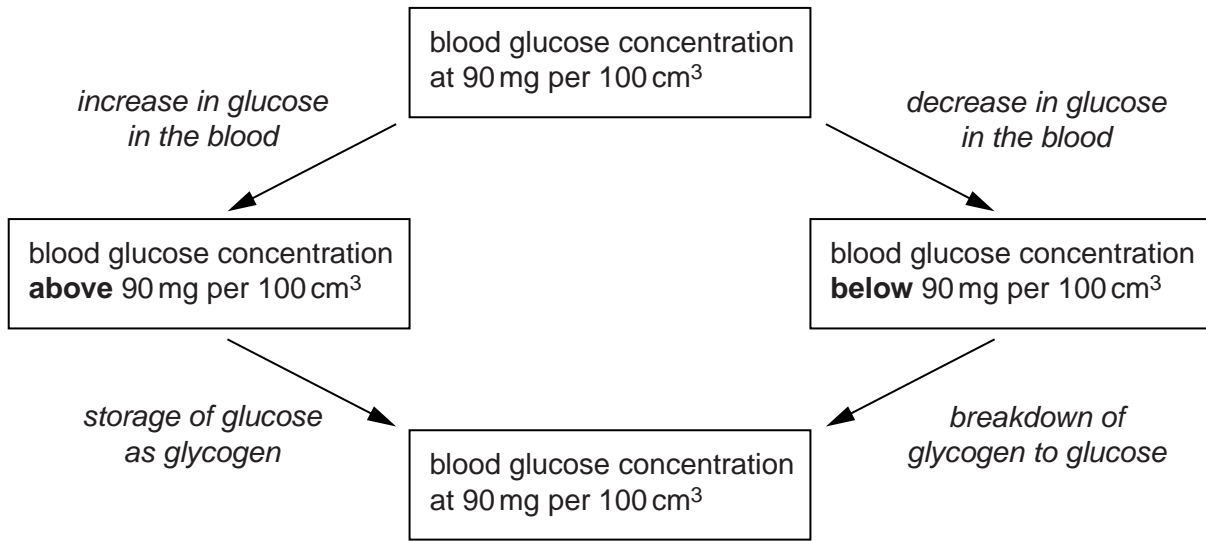 blood glucose concentration
at 90 mg per 100 cm³
increase in glucose
in the blood
decrease in glucose
in the blood
blood glucose concentration
above 90 mg per 100 cm³
blood glucose concentration
below 90 mg per 100 cm³
storage of glucose
as glycogen
breakdown of
glycogen to glucose
blood glucose concentration
at 90 mg per 100 cm³